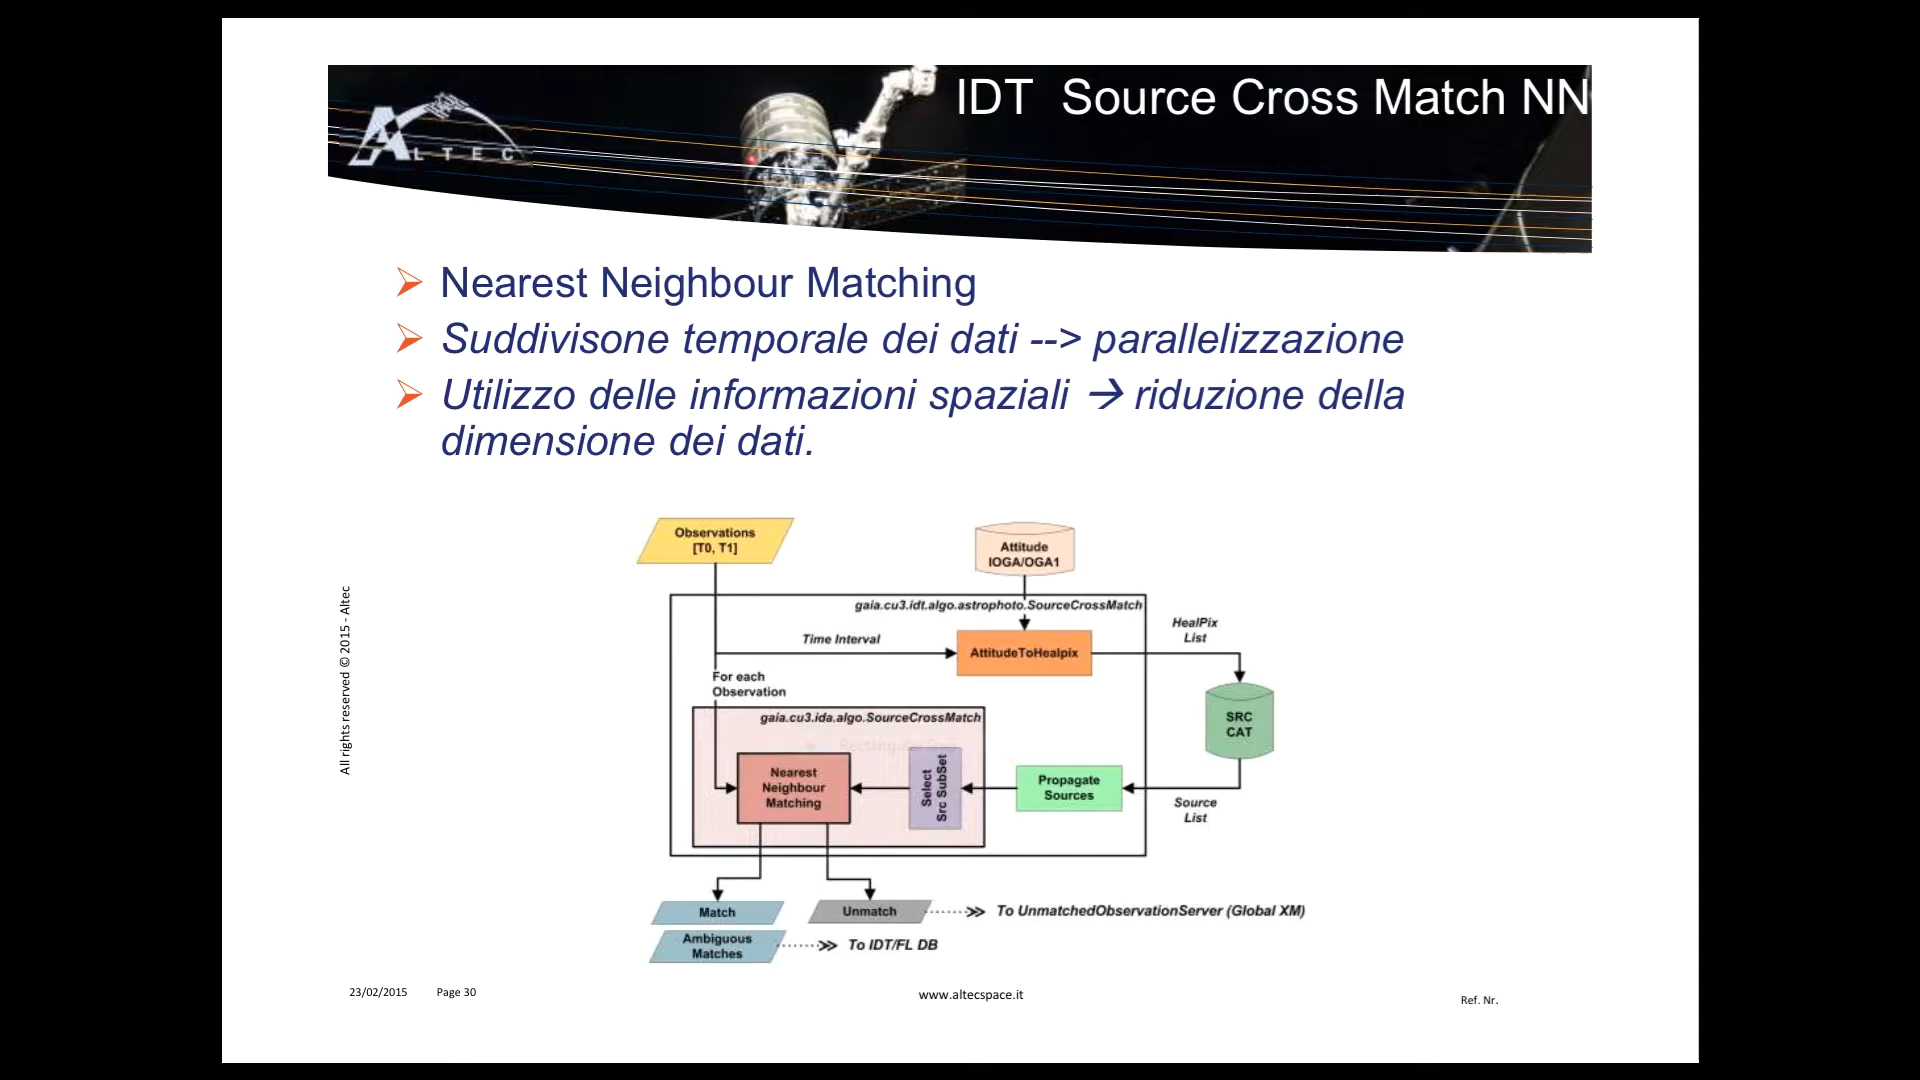 IDT  Source Cross Match NN
ALTEC
Nearest Neighbour Matching
Suddivisone temporale dei dati --> parallelizzazione
Utilizzo delle informazioni spaziali → riduzione della
dimensione dei dati.
Observations
[T0, T1]
Attitude
IOGA/OGA1
gaia.cu3.idt.algo.astrophoto.SourceCrossMatch
Time Interval
AttitudeToHealpix
HealPix
List
For each
Observation
gaia.cu3.ida.algo.SourceCrossMatch
SRC
CAT
Nearest
Neighbour
Matching
Select
Src SubSet
Propagate
Sources
Source
List
Match
Unmatch
To UnmatchedObservationServer (Global XM)
Ambiguous
Matches
To IDT/FL DB
All rights reserved © 2015 - Altec
23/02/2015
Page 30
www.altecspace.it
Ref. Nr.